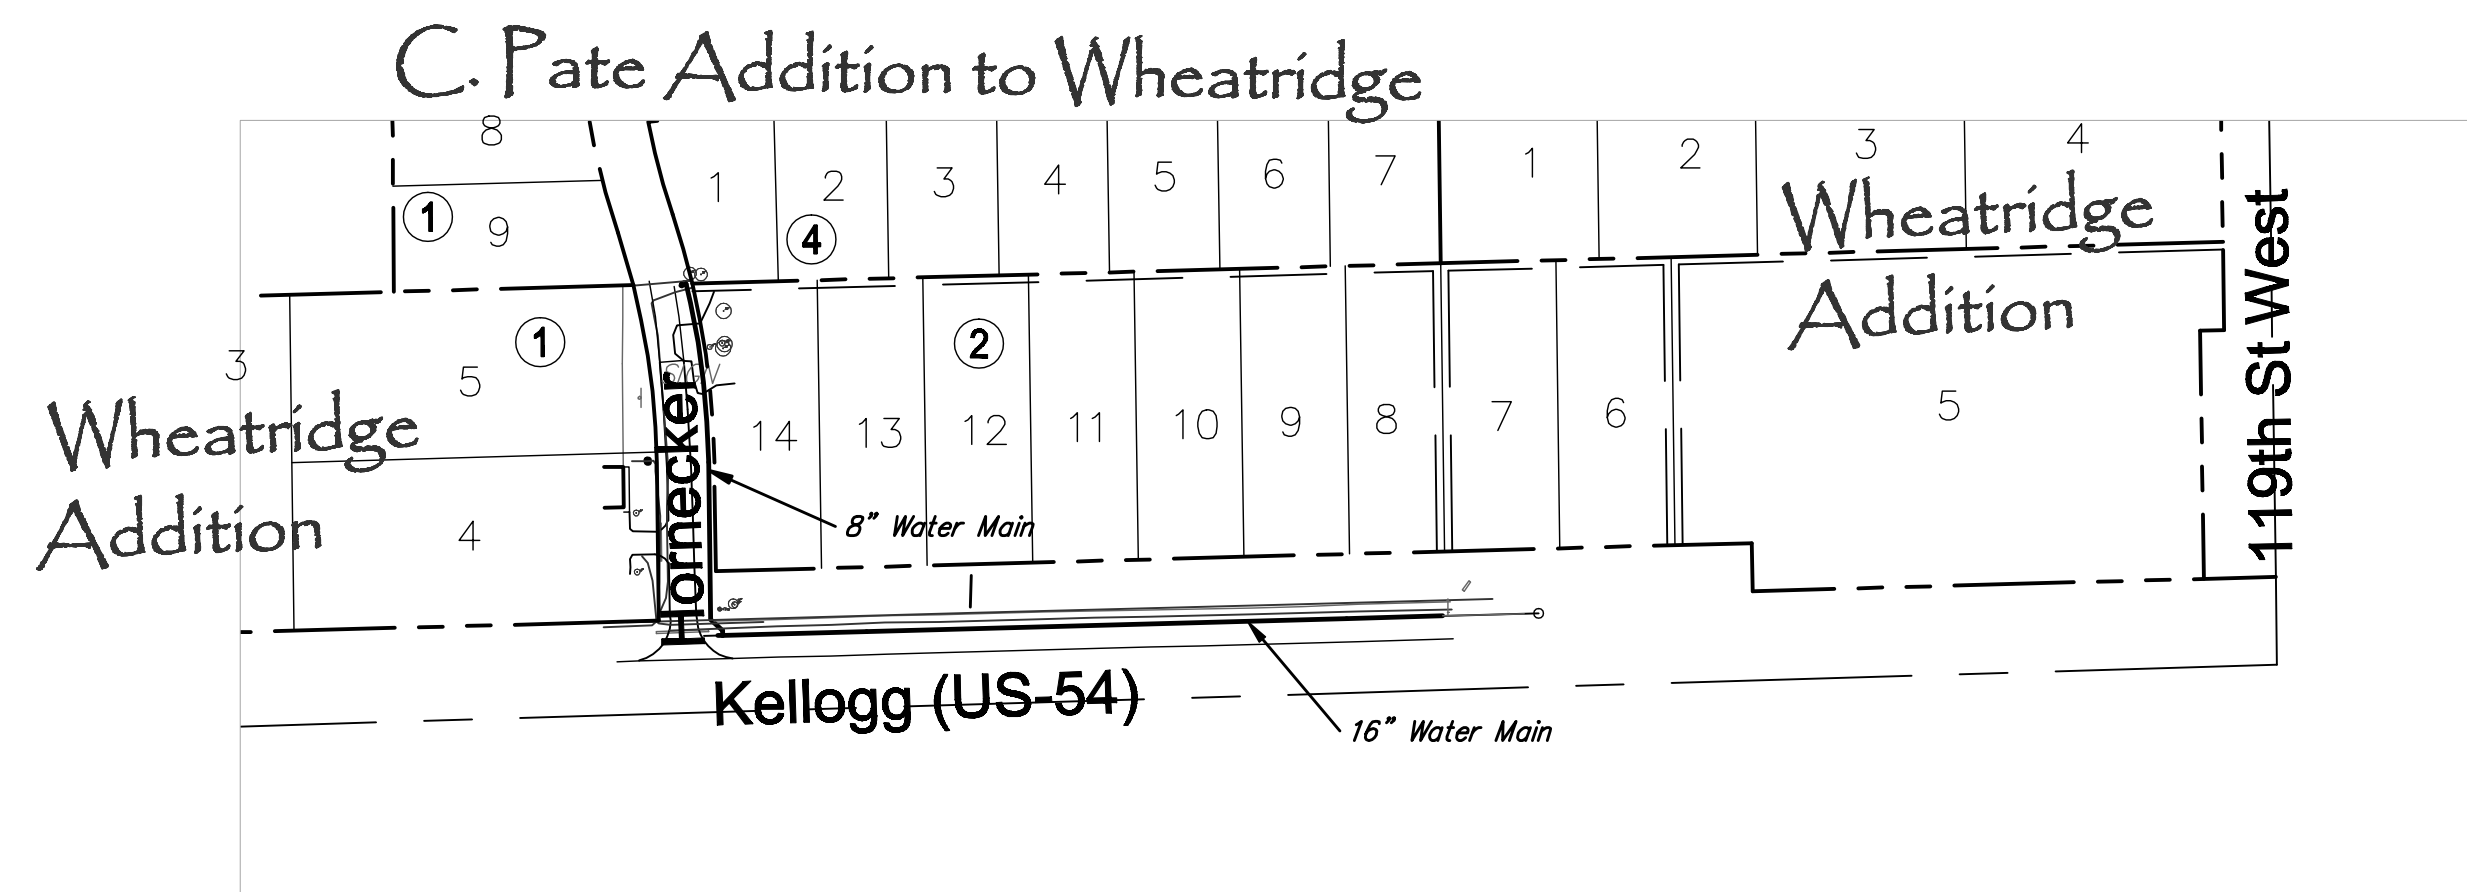 C. Pate Addition to Wheatridge
8
1
2
3
4
5
6
7
1
2
3
4
1
9
4
Wheatridge
Addition
119th St West
3
5
1
2
SIGN
Hornecker
14
13
12
11
10
9
8
7
6
5
Wheatridge
Addition
4
8" Water Main
Kellogg (US-54)
16" Water Main